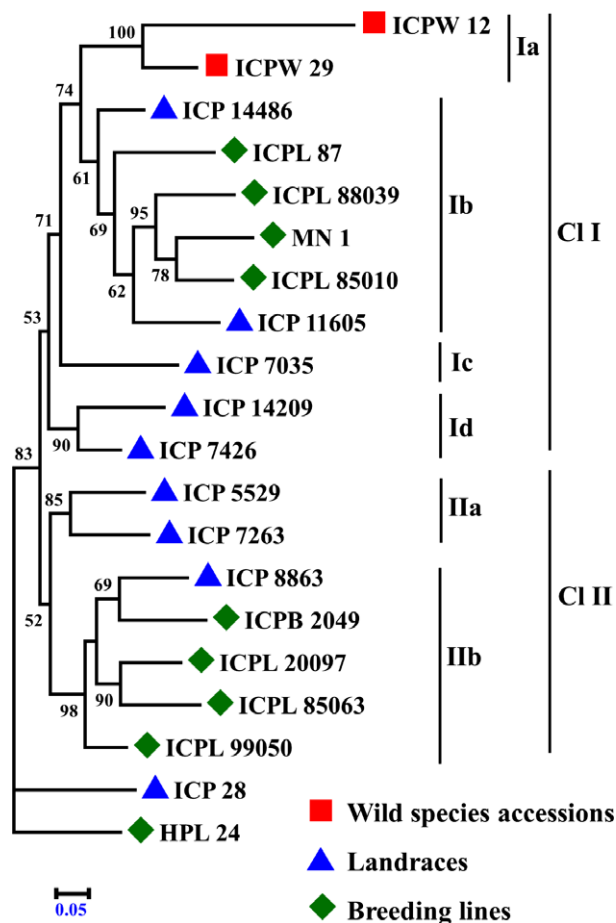 ICPW 12
100
Ia
ICPW 29
74
ICP 14486
61
ICPL 87
ICPL 88039
95
Ib
Cl I
71
69
MN 1
78
ICPL 85010
62
ICP 11605
53
ICP 7035
Ic
ICP 14209
Id
90
ICP 7426
83
85
ICP 5529
IIa
ICP 7263
69
ICP 8863
52
ICPB 2049
Cl II
ICPL 20097
IIb
90
ICPL 85063
98
ICPL 99050
ICP 28
HPL 24
Wild species accessions
Landraces
Breeding lines
0.05